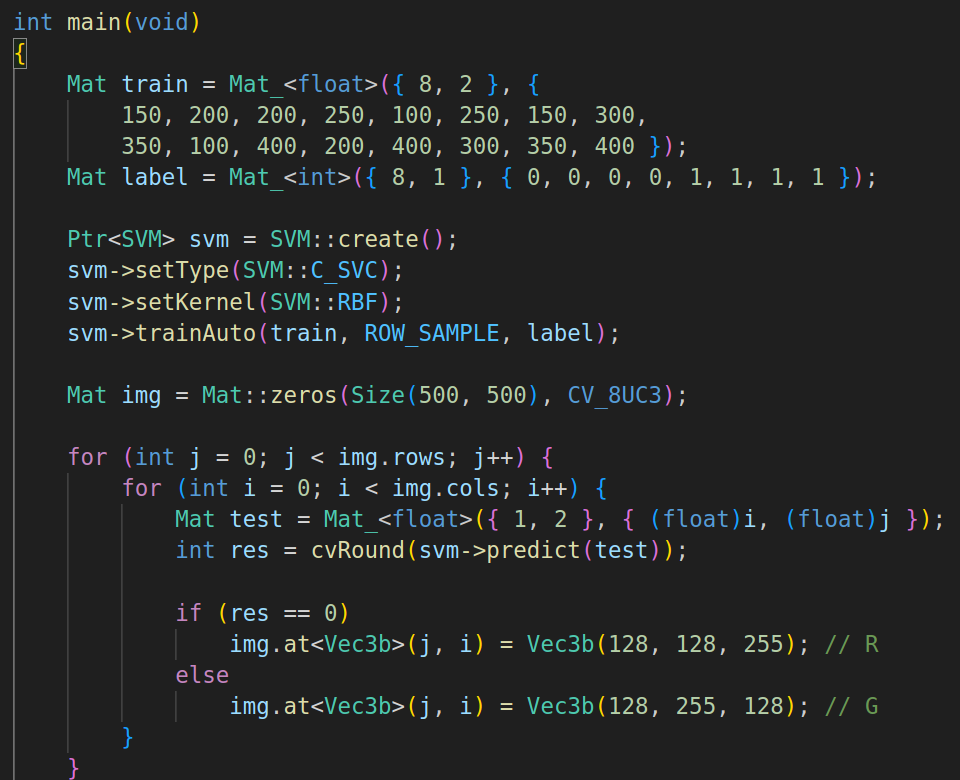 int main(void)
{
    Mat train = Mat_<float>({ 8, 2 }, {
        150, 200, 200, 250, 100, 250, 150, 300,
        350, 100, 400, 200, 400, 300, 350, 400 });
    Mat label = Mat_<int>({ 8, 1 }, { 0, 0, 0, 0, 1, 1, 1, 1 });

    Ptr<SVM> svm = SVM::create();
    svm->setType(SVM::C_SVC);
    svm->setKernel(SVM::RBF);
    svm->trainAuto(train, ROW_SAMPLE, label);

    Mat img = Mat::zeros(Size(500, 500), CV_8UC3);

    for (int j = 0; j < img.rows; j++) {
        for (int i = 0; i < img.cols; i++) {
            Mat test = Mat_<float>({ 1, 2 }, { (float)i, (float)j });
            int res = cvRound(svm->predict(test));

            if (res == 0)
                img.at<Vec3b>(j, i) = Vec3b(128, 128, 255); // R
            else
                img.at<Vec3b>(j, i) = Vec3b(128, 255, 128); // G
        }
    }